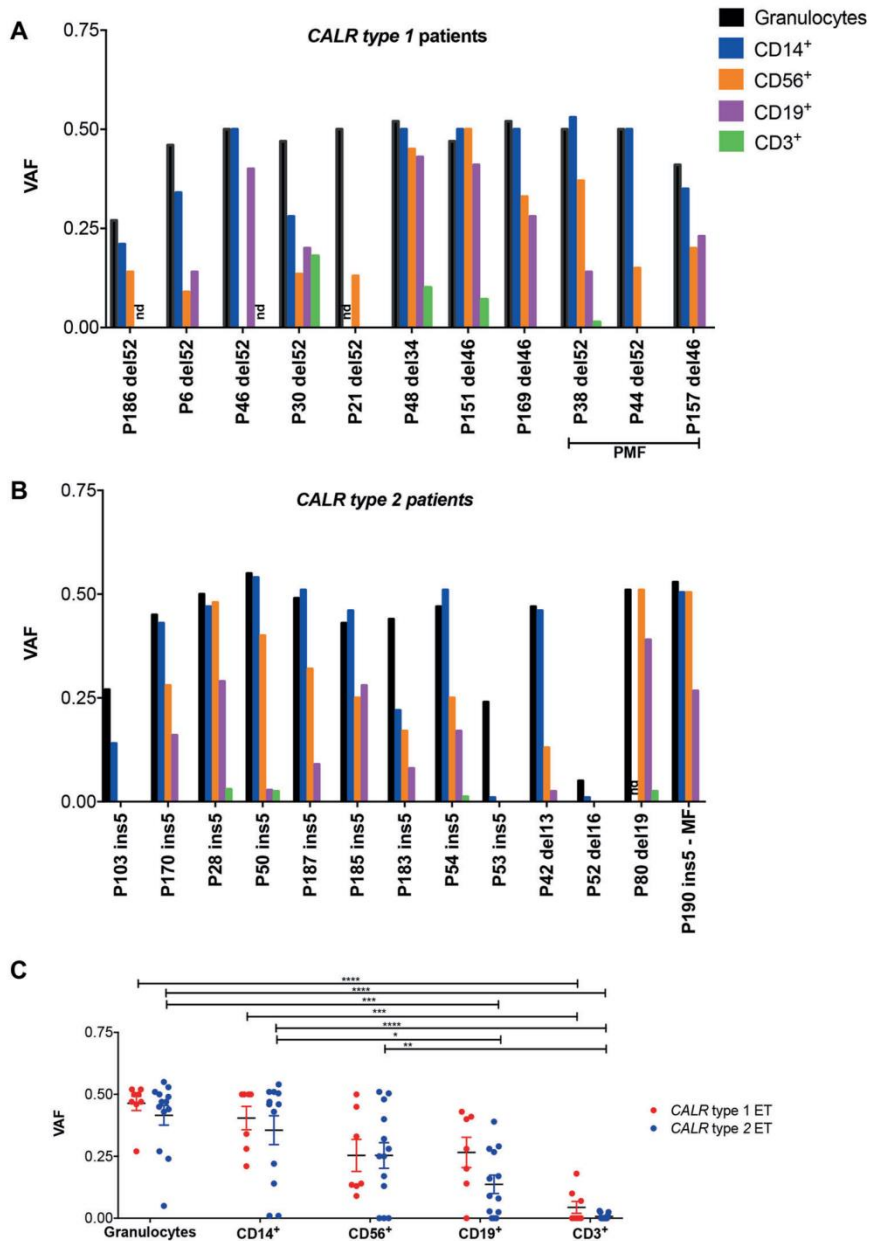 A
CALR type 1 patients
Granulocytes
CD14+
CD56+
CD19+
CD3+
VAF
0.75
0.50
0.25
0.00
nd
nd
nd
P186 del52
P6 del52
P46 del52
P30 del52
P21 del52
P48 del34
P151 del46
P169 del46
P38 del52
P44 del52
P157 del46
PMF
B
CALR type 2 patients
VAF
0.75
0.50
0.25
0.00
nd
P103 ins5
P170 ins5
P28 ins5
P50 ins5
P187 ins5
P185 ins5
P183 ins5
P54 ins5
P53 ins5
P42 del13
P52 del16
P80 del19
P190 ins5 - MF
C
****
****
***
***
****
*
**
VAF
0.75
0.50
0.25
0.00
Granulocytes
CD14+
CD56+
CD19+
CD3+
CALR type 1 ET
CALR type 2 ET